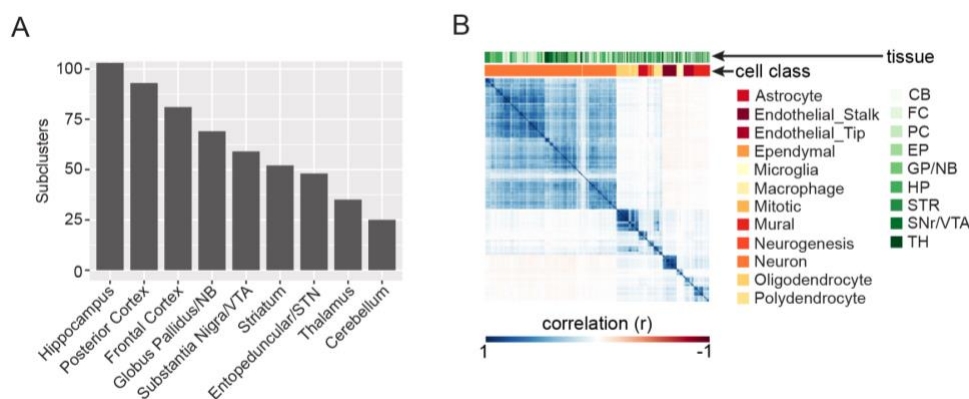 A
Subclusters
100
75
50
25
0
Hippocampus
Posterior Cortex
Frontal Cortex
Globus Pallidus/NB
Substantia Nigra/VTA
Striatum
Entopeduncular/STN
Thalamus
Cerebellum
B
tissue
cell class
Astrocyte
Endothelial_Stalk
Endothelial_Tip
Ependymal
Microglia
Macrophage
Mitotic
Mural
Neurogenesis
Neuron
Oligodendrocyte
Polydendrocyte
CB
FC
PC
EP
GP/NB
HP
STR
SNr/VTA
TH
correlation (r)
1 -1